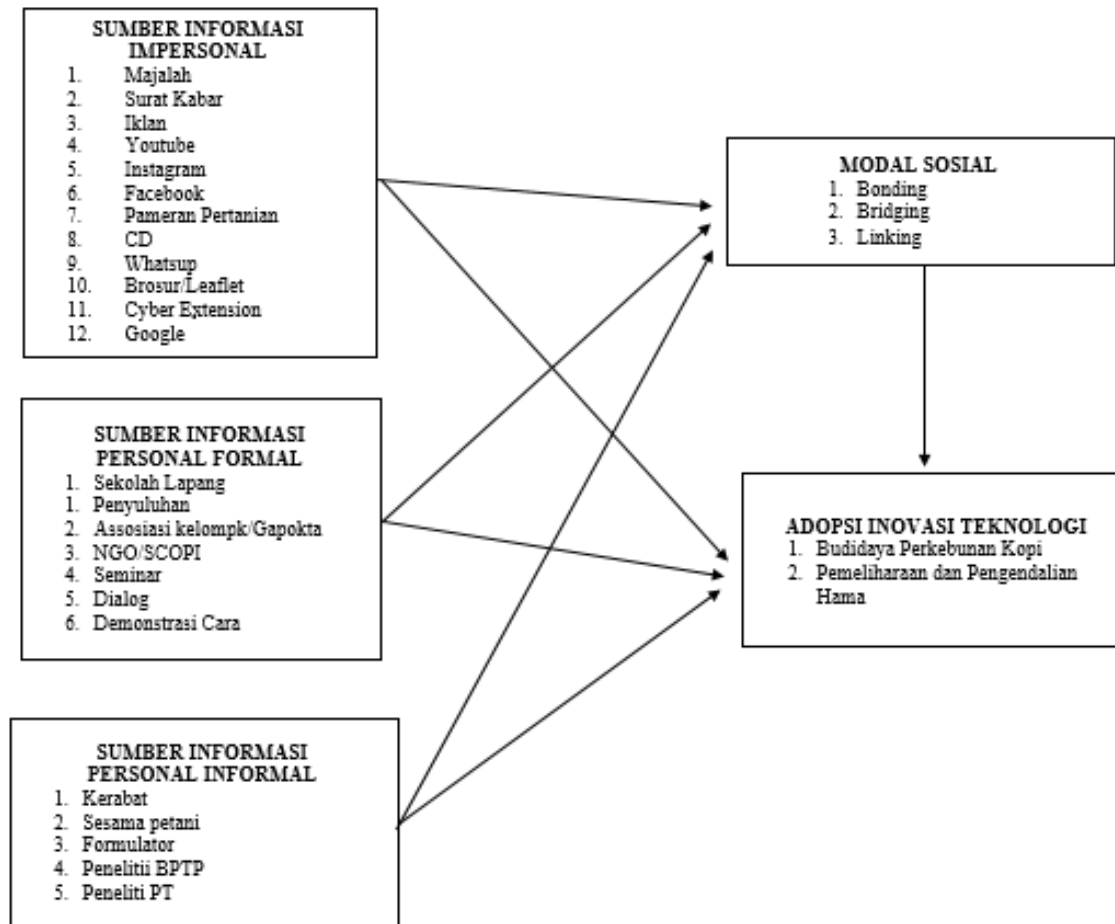 SUMBER INFORMASI
IMPERSONAL
1. Majalah
2. Surat Kabar
3. Iklan
4. Youtube
5. Instagram
6. Facebook
7. Pameran Pertanian
8. CD
9. Whatsup
10. Brosur/Leaflet
11. Cyber Extension
12. Google
SUMBER INFORMASI
PERSONAL FORMAL
1. Sekolah Lapang
1. Penyuluhan
2. Assosiasi kelompk/Gapokta
3. NGO/SCOPI
4. Seminar
5. Dialog
6. Demonstrasi Cara
SUMBER INFORMASI
PERSONAL INFORMAL
1. Kerabat
2. Sesama petani
3. Formulator
4. Penelitii BPTP
5. Peneliti PT
MODAL SOSIAL
1. Bonding
2. Bridging
3. Linking
ADOPSI INOVASI TEKNOLOGI
1. Budidaya Perkebunan Kopi
2. Pemeliharaan dan Pengendalian
Hama